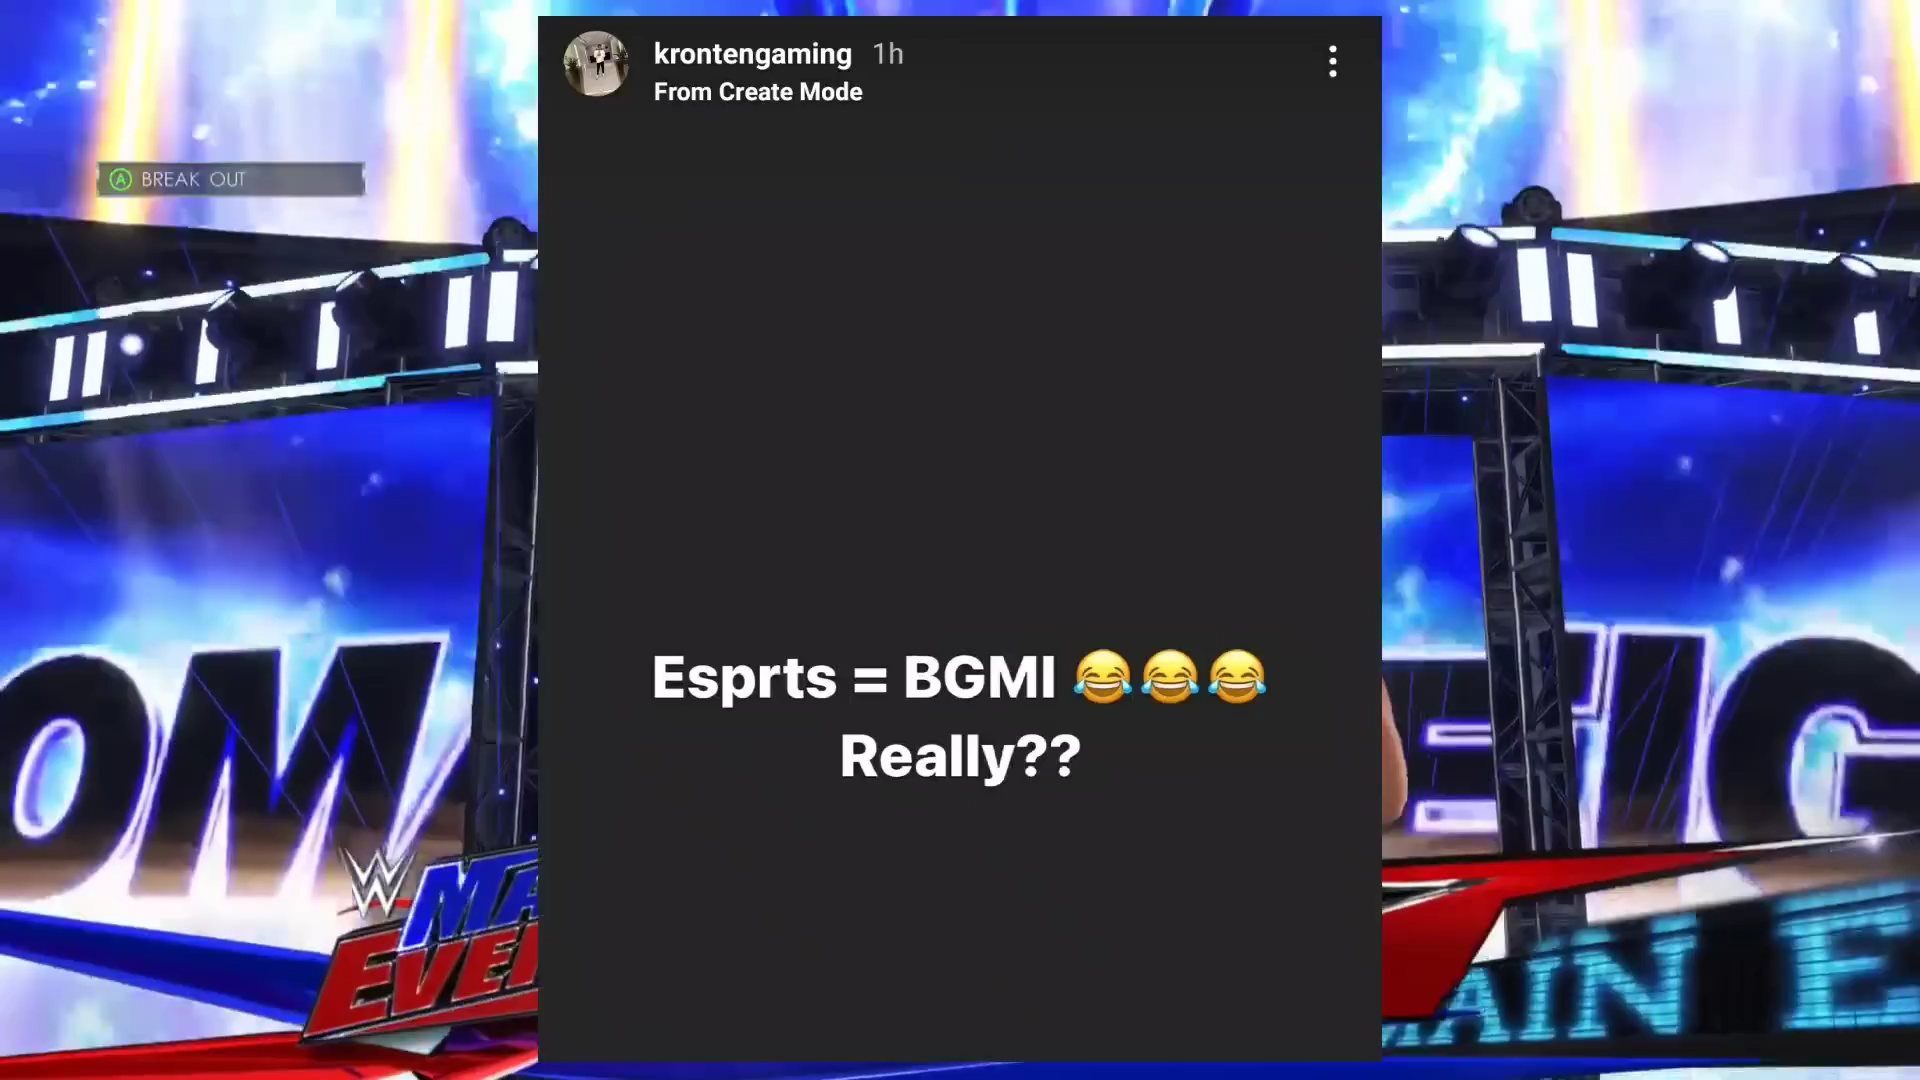 krontengaming 1h
From Create Mode
A BREAK OUT
Esprts = BGMI 😂😂😂
Really??
W